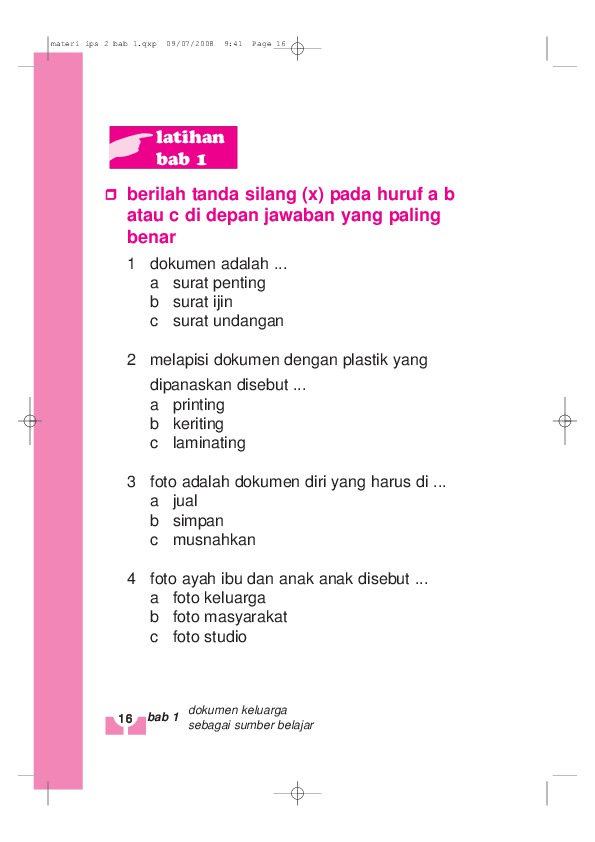 materi ips 2 bab 1.qxp 09/07/2008 9:41 Page 16
latihan
bab 1
berilah tanda silang (x) pada huruf a b
atau c di depan jawaban yang paling
benar
1 dokumen adalah ...
a surat penting
b surat ijin
c surat undangan
2 melapisi dokumen dengan plastik yang
dipanaskan disebut ...
a printing
b keriting
c laminating
3 foto adalah dokumen diri yang harus di ...
a jual
b simpan
c musnahkan
4 foto ayah ibu dan anak anak disebut ...
a foto keluarga
b foto masyarakat
c foto studio
16 bab 1 dokumen keluarga
sebagai sumber belajar